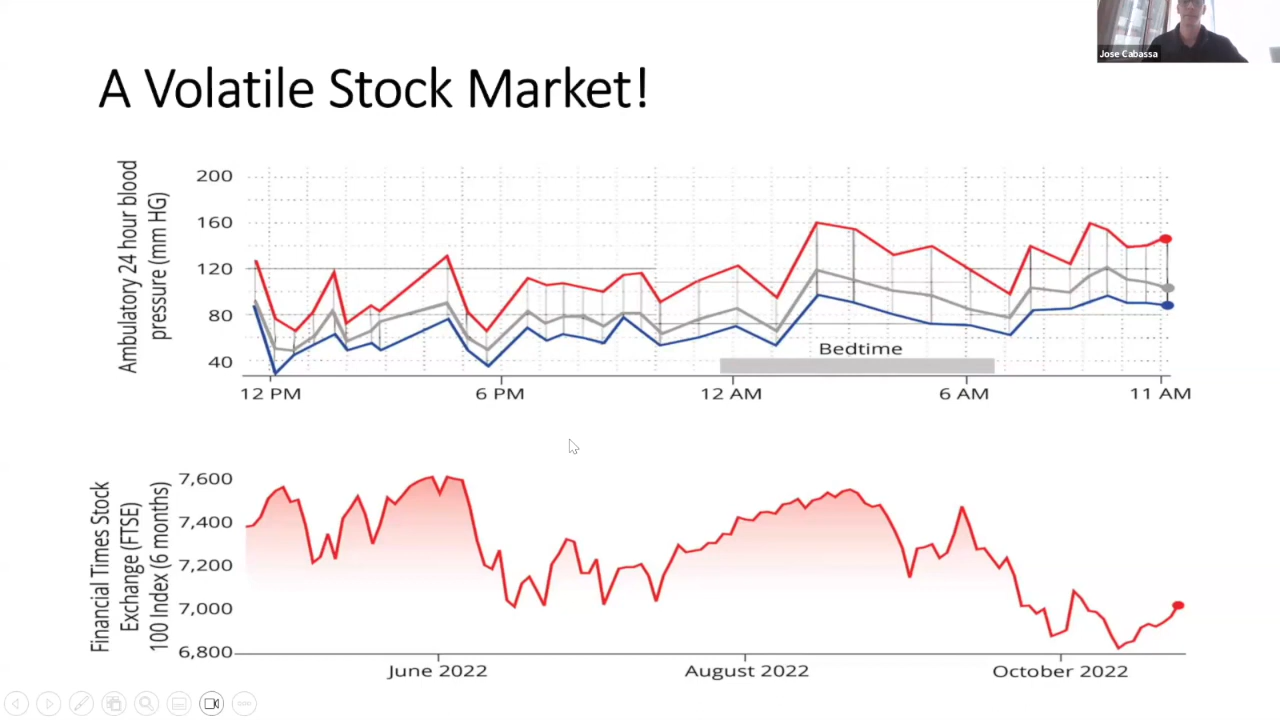 Jose Cabassa
A Volatile Stock Market!
Ambulatory 24 hour blood
pressure (mm HG)
200
160
120
80
40
Bedtime
12 PM
6 PM
12 AM
6 AM
11 AM
Financial Times Stock
Exchange (FTSE)
100 Index (6 months)
7,600
7,400
7,200
7,000
6,800
June 2022
August 2022
October 2022